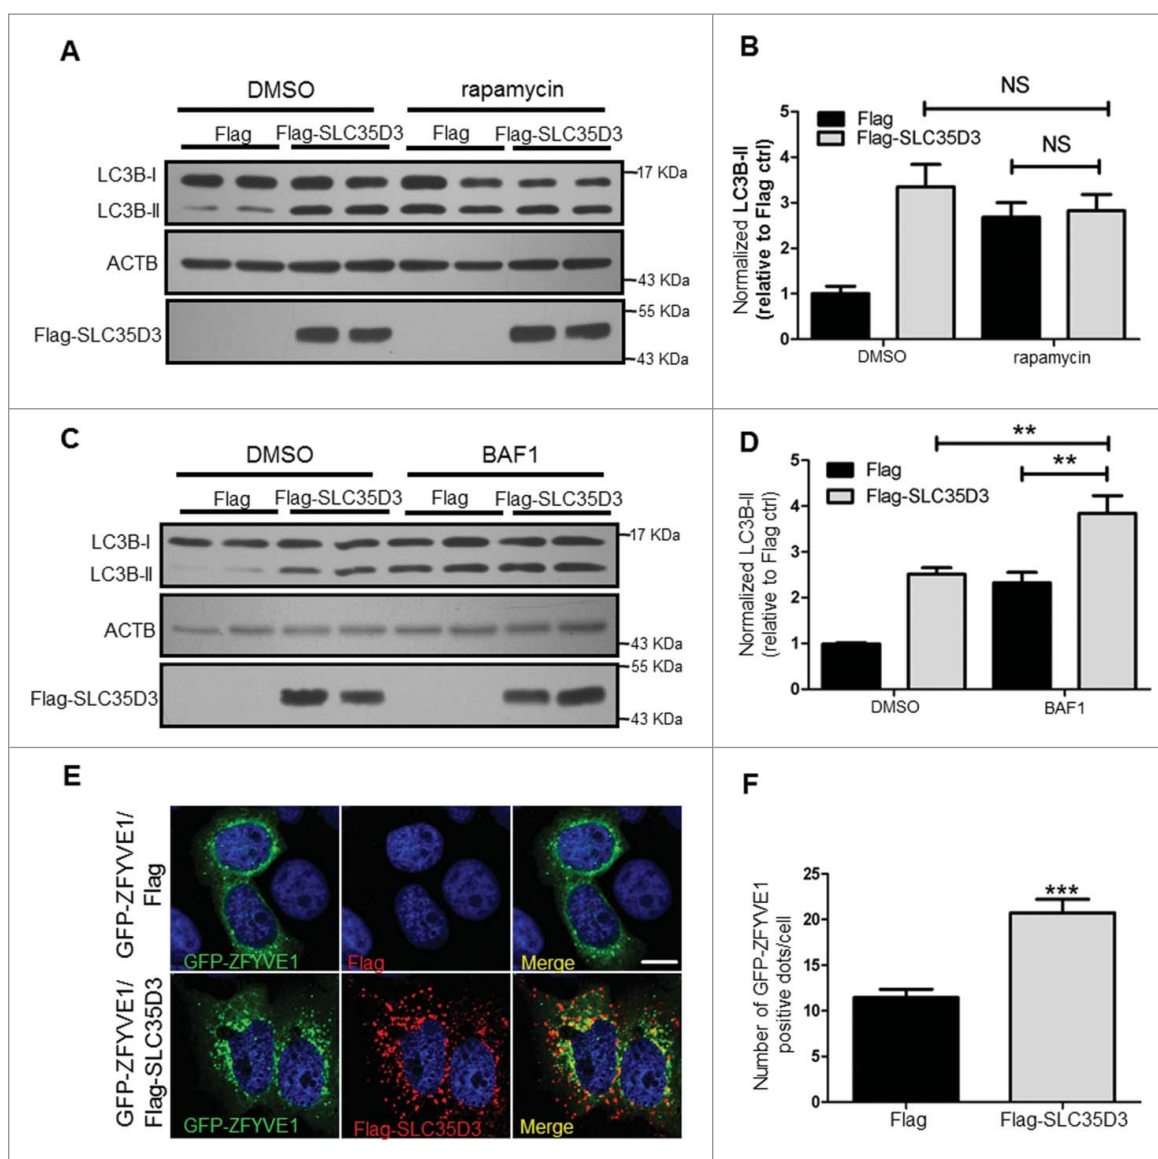 A
DMSO rapamycin
Flag Flag-SLC35D3 Flag Flag-SLC35D3
LC3B-I
17 KDa
LC3B-II
ACTB
43 KDa
55 KDa
Flag-SLC35D3
43 KDa
B
NS
Flag
Flag-SLC35D3
NS
Normalized LC3B-II
(relative to Flag ctrl)
5
4
3
2
1
0
DMSO rapamycin
C
DMSO BAF1
Flag Flag-SLC35D3 Flag Flag-SLC35D3
17 KDa
LC3B-I
LC3B-II
ACTB
43 KDa
55 KDa
Flag-SLC35D3
43 KDa
D
**
**
Flag
Flag-SLC35D3
Normalized LC3B-II
(relative to Flag ctrl)
5
4
3
2
1
0
DMSO BAF1
E
GFP-ZFYVE1/
Flag
GFP-ZFYVE1 Flag Merge
GFP-ZFYVE1/
Flag-SLC35D3
GFP-ZFYVE1 Flag-SLC35D3 Merge
F
Number of GFP-ZFYVE1
positive dots/cell
25
20
15
10
5
0
***
Flag Flag-SLC35D3